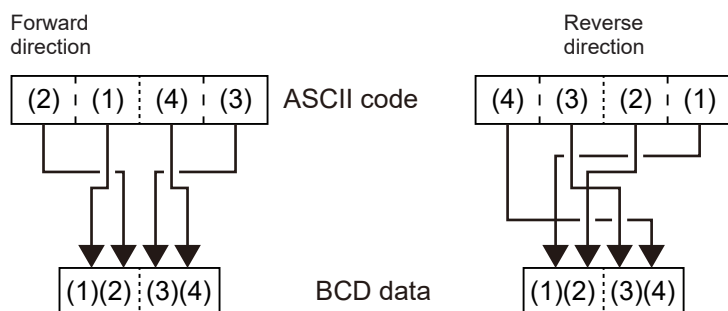 Forward
direction
Reverse
direction
(2) (1) (4) (3) ASCII code (4) (3) (2) (1)
(1)(2) (3)(4) BCD data (1)(2) (3)(4)